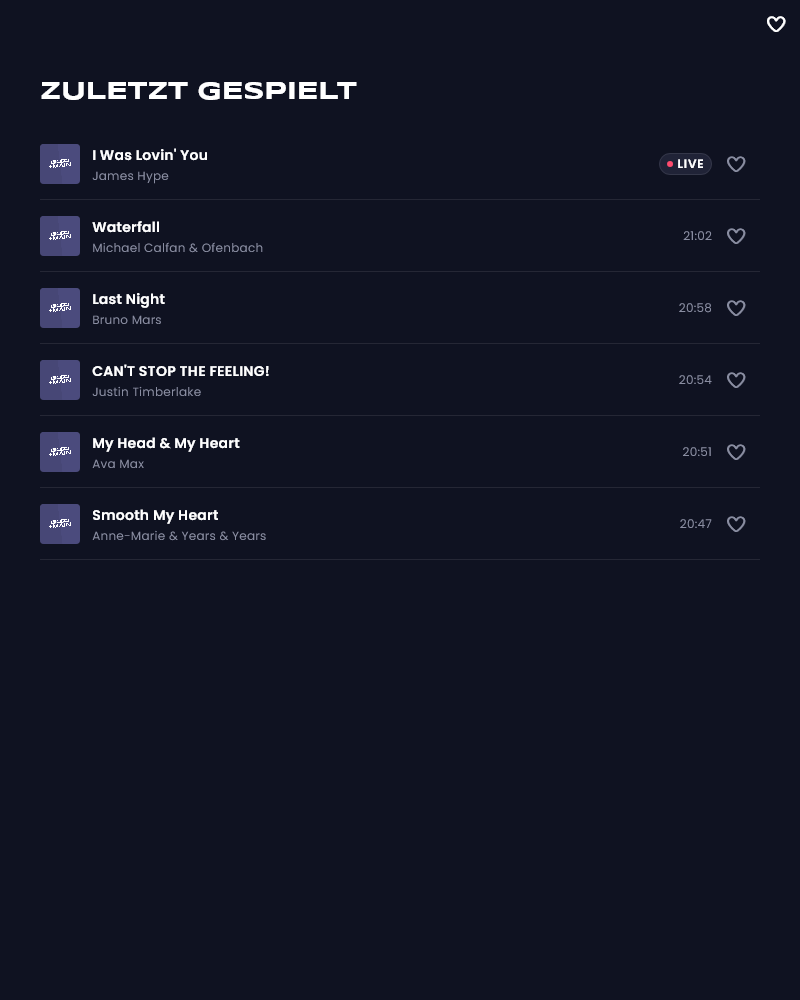 ZULETZT GESPIELT
I Was Lovin' You
James Hype
LIVE
Waterfall
Michael Calfan & Ofenbach
21:02
Last Night
Bruno Mars
20:58
CAN'T STOP THE FEELING!
Justin Timberlake
20:54
My Head & My Heart
Ava Max
20:51
Smooth My Heart
Anne-Marie & Years & Years
20:47